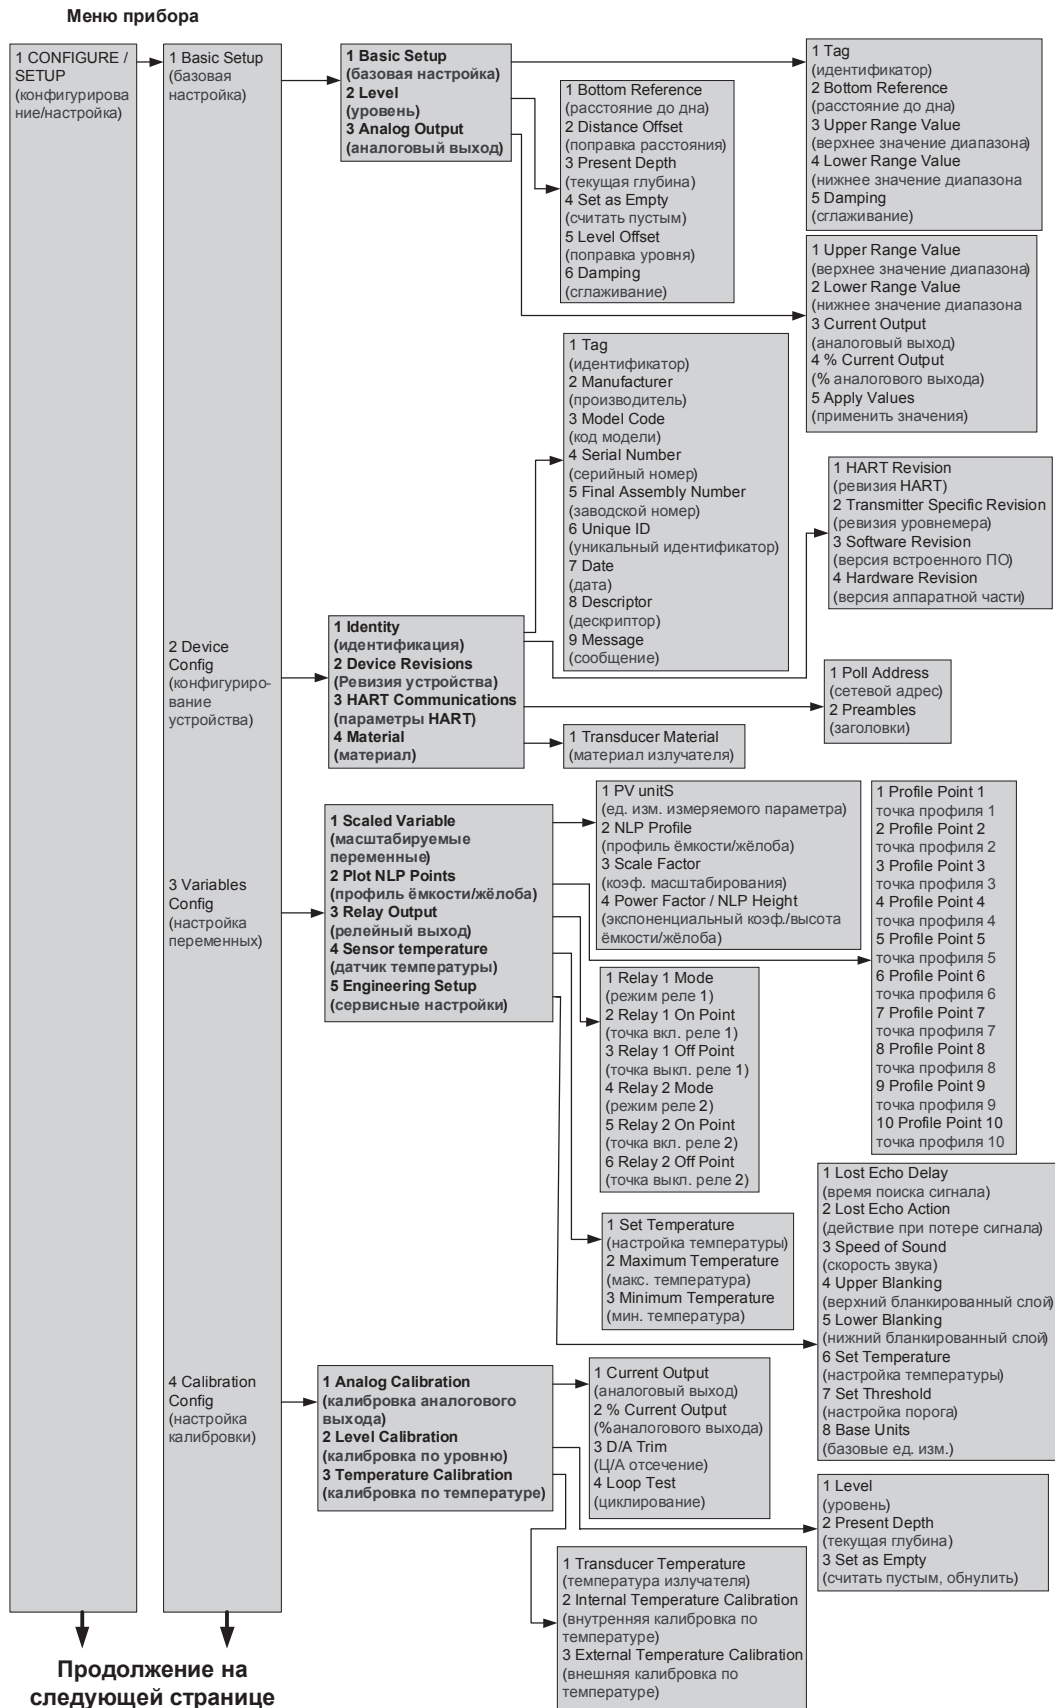 Меню прибора
1 CONFIGURE /
SETUP
(конфигурирова
ние/настройка)
1 Basic Setup
(базовая
настройка)
2 Device
Config
(конфигуриро-
вание
устройства)
3 Variables
Config
(настройка
переменных)
4 Calibration
Config
(настройка
калибровки)
1 Basic Setup
(базовая настройка)
2 Level
(уровень)
3 Analog Output
(аналоговый выход)
1 Bottom Reference
(расстояние до дна)
2 Distance Offset
(поправка расстояния)
3 Present Depth
(текущая глубина)
4 Set as Empty
(считать пустым)
5 Level Offset
(поправка уровня)
6 Damping
(сглаживание)
1 Tag
(идентификатор)
2 Bottom Reference
(расстояние до дна)
3 Upper Range Value
(верхнее значение диапазона)
4 Lower Range Value
(нижнее значение диапазона
5 Damping
(сглаживание)
1 Upper Range Value
(верхнее значение диапазона)
2 Lower Range Value
(нижнее значение диапазона
3 Current Output
(аналоговый выход)
4 % Current Output
(% аналогового выхода)
5 Apply Values
(применить значения)
1 Tag
(идентификатор)
2 Manufacturer
(производитель)
3 Model Code
(код модели)
4 Serial Number
(серийный номер)
5 Final Assembly Number
(заводской номер)
6 Unique ID
(уникальный идентификатор)
7 Date
(дата)
8 Descriptor
(дескриптор)
9 Message
(сообщение)
1 HART Revision
(ревизия HART)
2 Transmitter Specific Revision
(ревизия уровнемера)
3 Software Revision
(версия встроенного ПО)
4 Hardware Revision
(версия аппаратной части)
1 Identity
(идентификация)
2 Device Revisions
(Ревизия устройства)
3 HART Communications
(параметры HART)
4 Material
(материал)
1 Poll Address
(сетевой адрес)
2 Preambles
(заголовки)
1 Transducer Material
(материал излучателя)
1 Scaled Variable
(масштабируемые
переменные)
2 Plot NLP Points
(профиль ёмкости/жёлоба)
3 Relay Output
(релейный выход)
4 Sensor temperature
(датчик температуры)
5 Engineering Setup
(сервисные настройки)
1 PV unitS
(ед. изм. измеряемого параметра)
2 NLP Profile
(профиль ёмкости/жёлоба)
3 Scale Factor
(коэф. масштабирования)
4 Power Factor / NLP Height
(экспоненциальный коэф./высота
ёмкости/жёлоба)
1 Profile Point 1
точка профиля 1
2 Profile Point 2
точка профиля 2
3 Profile Point 3
точка профиля 3
4 Profile Point 4
точка профиля 4
5 Profile Point 5
точка профиля 5
6 Profile Point 6
точка профиля 6
7 Profile Point 7
точка профиля 7
8 Profile Point 8
точка профиля 8
9 Profile Point 9
точка профиля 9
10 Profile Point 10
точка профиля 10
1 Relay 1 Mode
(режим реле 1)
2 Relay 1 On Point
(точка вкл. реле 1)
3 Relay 1 Off Point
(точка выкл. реле 1)
4 Relay 2 Mode
(режим реле 2)
5 Relay 2 On Point
(точка вкл. реле 2)
6 Relay 2 Off Point
(точка выкл. реле 2)
1 Set Temperature
(настройка температуры)
2 Maximum Temperature
(макс. температура)
3 Minimum Temperature
(мин. температура)
1 Lost Echo Delay
(время поиска сигнала)
2 Lost Echo Action
(действие при потере сигнала)
3 Speed of Sound
(скорость звука)
4 Upper Blanking
(верхний бланкированный слой)
5 Lower Blanking
(нижний бланкированный слой)
6 Set Temperature
(настройка температуры)
7 Set Threshold
(настройка порога)
8 Base Units
(базовые ед. изм.)
1 Analog Calibration
(калибровка аналогового
выхода)
2 Level Calibration
(калибровка по уровню)
3 Temperature Calibration
(калибровка по температуре)
1 Current Output
(аналоговый выход)
2 % Current Output
(%аналогового выхода)
3 D/A Trim
(Ц/А отсечение)
4 Loop Test
(циклирование)
1 Level
(уровень)
2 Present Depth
(текущая глубина)
3 Set as Empty
(считать пустым, обнулить)
1 Transducer Temperature
(температура излучателя)
2 Internal Temperature Calibration
(внутренняя калибровка по
температуре)
3 External Temperature Calibration
(внешняя калибровка по
температуре)
Продолжение на
следующей странице